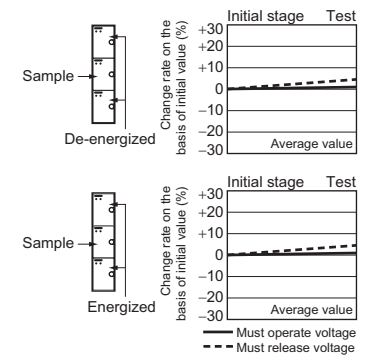 Initial stage Test
Change rate on the
basis of initial value (%)
+30
+20
+10
0
−10
−20
−30
Average value
Sample
De-energized
Initial stage Test
Change rate on the
basis of initial value (%)
+30
+20
+10
0
−10
−20
−30
Average value
Sample
Energized
Must operate voltage
Must release voltage